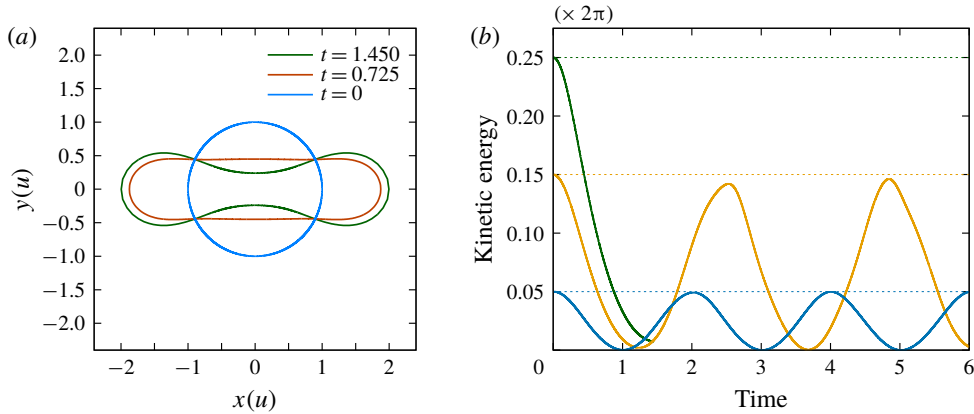 (a)
2.0
1.5
1.0
0.5
0
−0.5
−1.0
−1.5
−2.0
y(u)
t = 1.450
t = 0.725
t = 0
−2 −1 0 1 2
x(u)
(b)
(× 2π)
0.25
0.20
0.15
0.10
0.05
Kinetic energy
0 1 2 3 4 5 6
Time